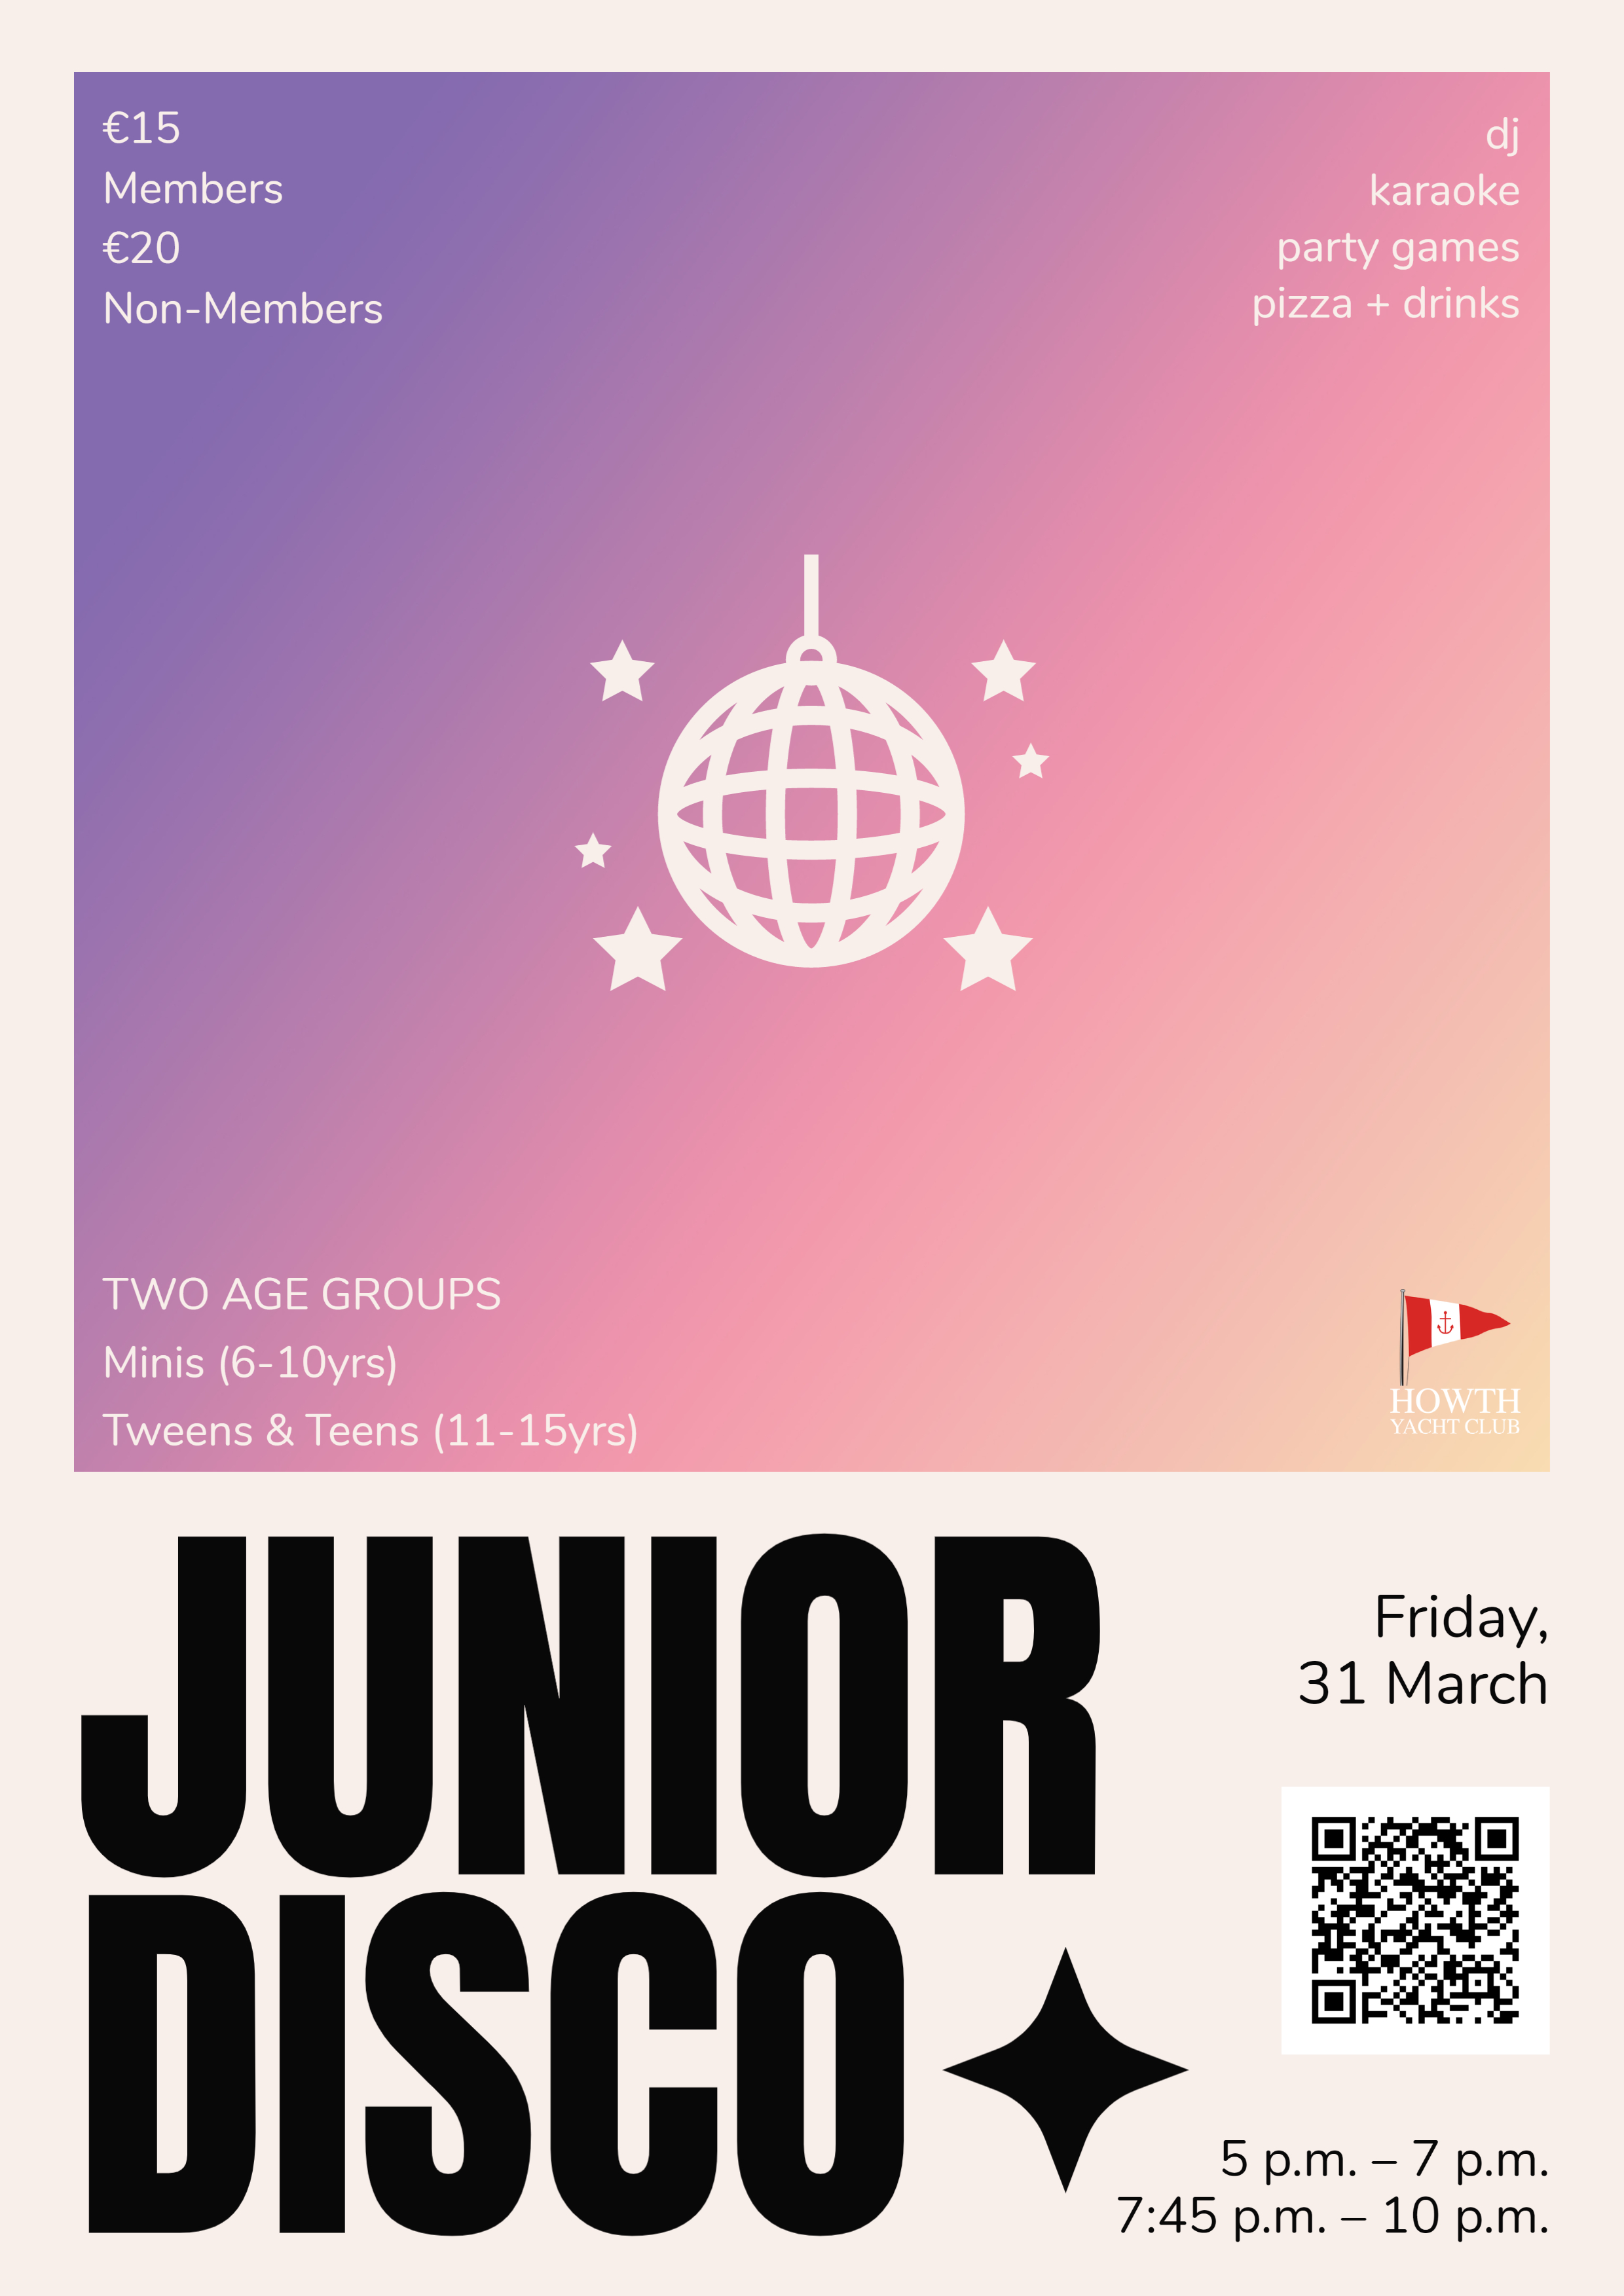 €15
Members
€20
Non-Members
dj
karaoke
party games
pizza + drinks
TWO AGE GROUPS
Minis (6-10yrs)
Tweens & Teens (11-15yrs)
HOWTH
YACHT CLUB
JUNIOR
DISCO
Friday,
31 March
5 p.m. – 7 p.m.
7:45 p.m. – 10 p.m.